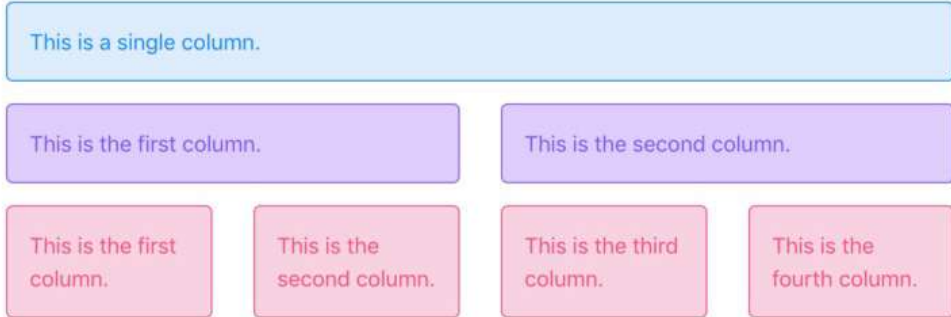 This is a single column.
This is the first column.
This is the second column.
This is the first
column.
This is the
second column.
This is the third
column.
This is the
fourth column.